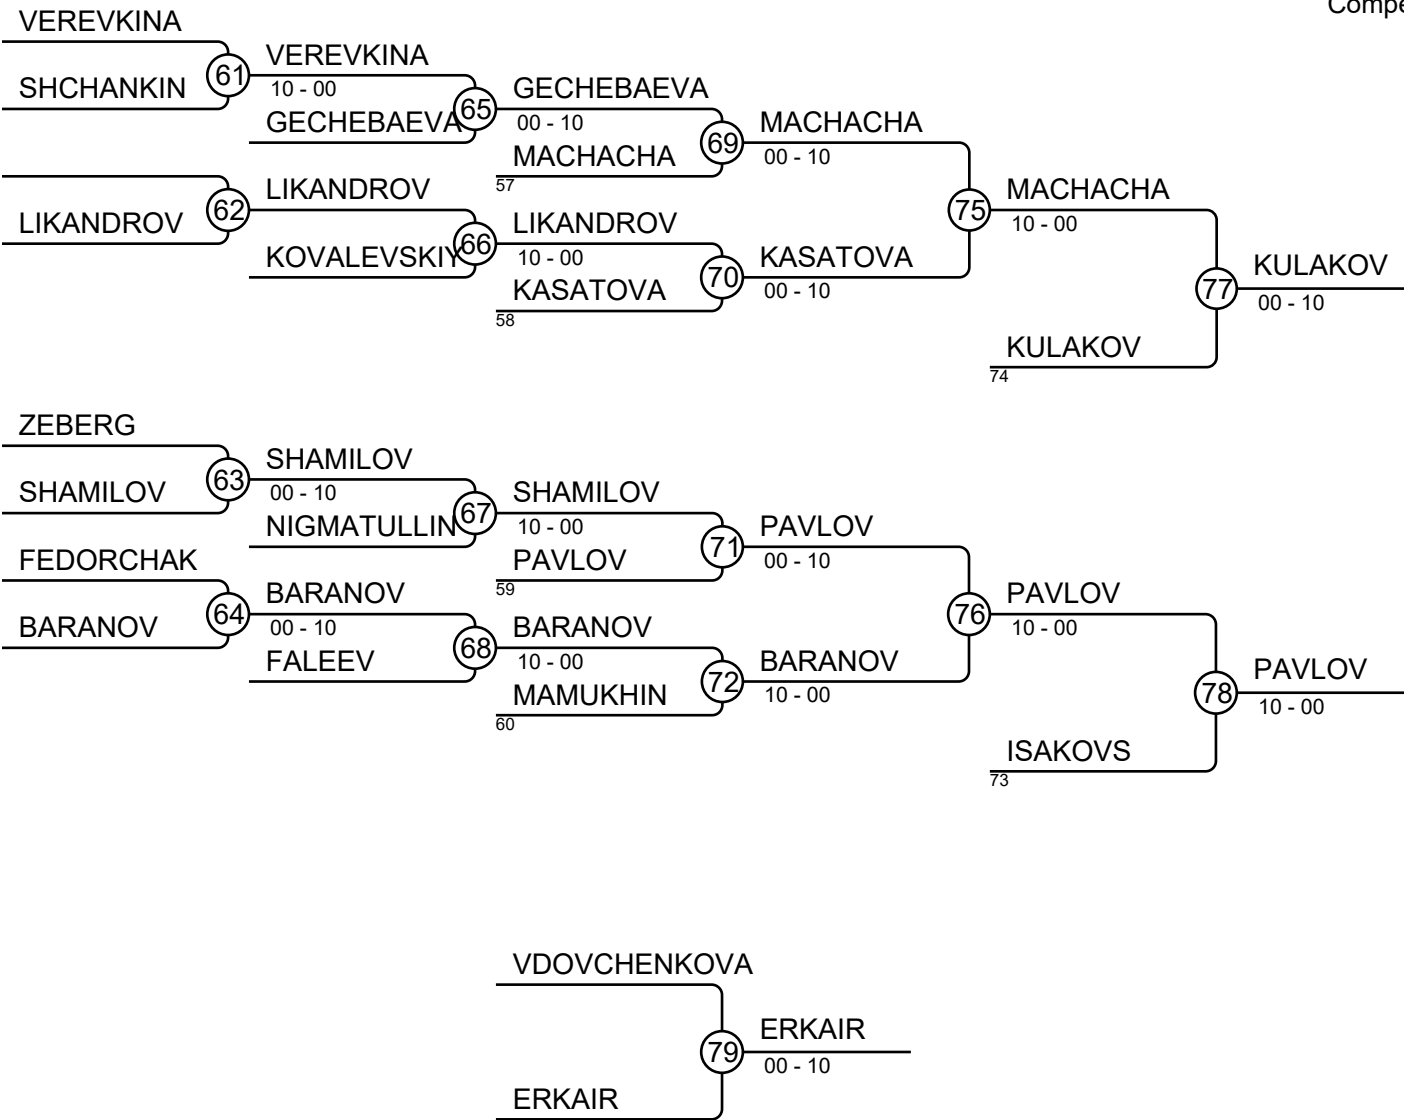 Compe
VEREVKINA
SHCHANKIN
61
VEREVKINA
10 - 00
GECHEBAEVA
65
GECHEBAEVA
00 - 10
MACHACHA
57
69
MACHACHA
00 - 10
LIKANDROV
62
LIKANDROV
KOVALEVSKIY
66
LIKANDROV
10 - 00
KASATOVA
58
70
KASATOVA
00 - 10
75
MACHACHA
10 - 00
KULAKOV
74
77
KULAKOV
00 - 10
ZEBERG
SHAMILOV
63
SHAMILOV
00 - 10
NIGMATULLIN
67
SHAMILOV
10 - 00
PAVLOV
59
71
PAVLOV
00 - 10
FEDORCHAK
BARANOV
64
BARANOV
00 - 10
FALEEV
68
BARANOV
10 - 00
MAMUKHIN
60
72
BARANOV
10 - 00
76
PAVLOV
10 - 00
ISAKOVS
73
78
PAVLOV
10 - 00
VDOVCHENKOVA
ERKAIR
79
ERKAIR
00 - 10